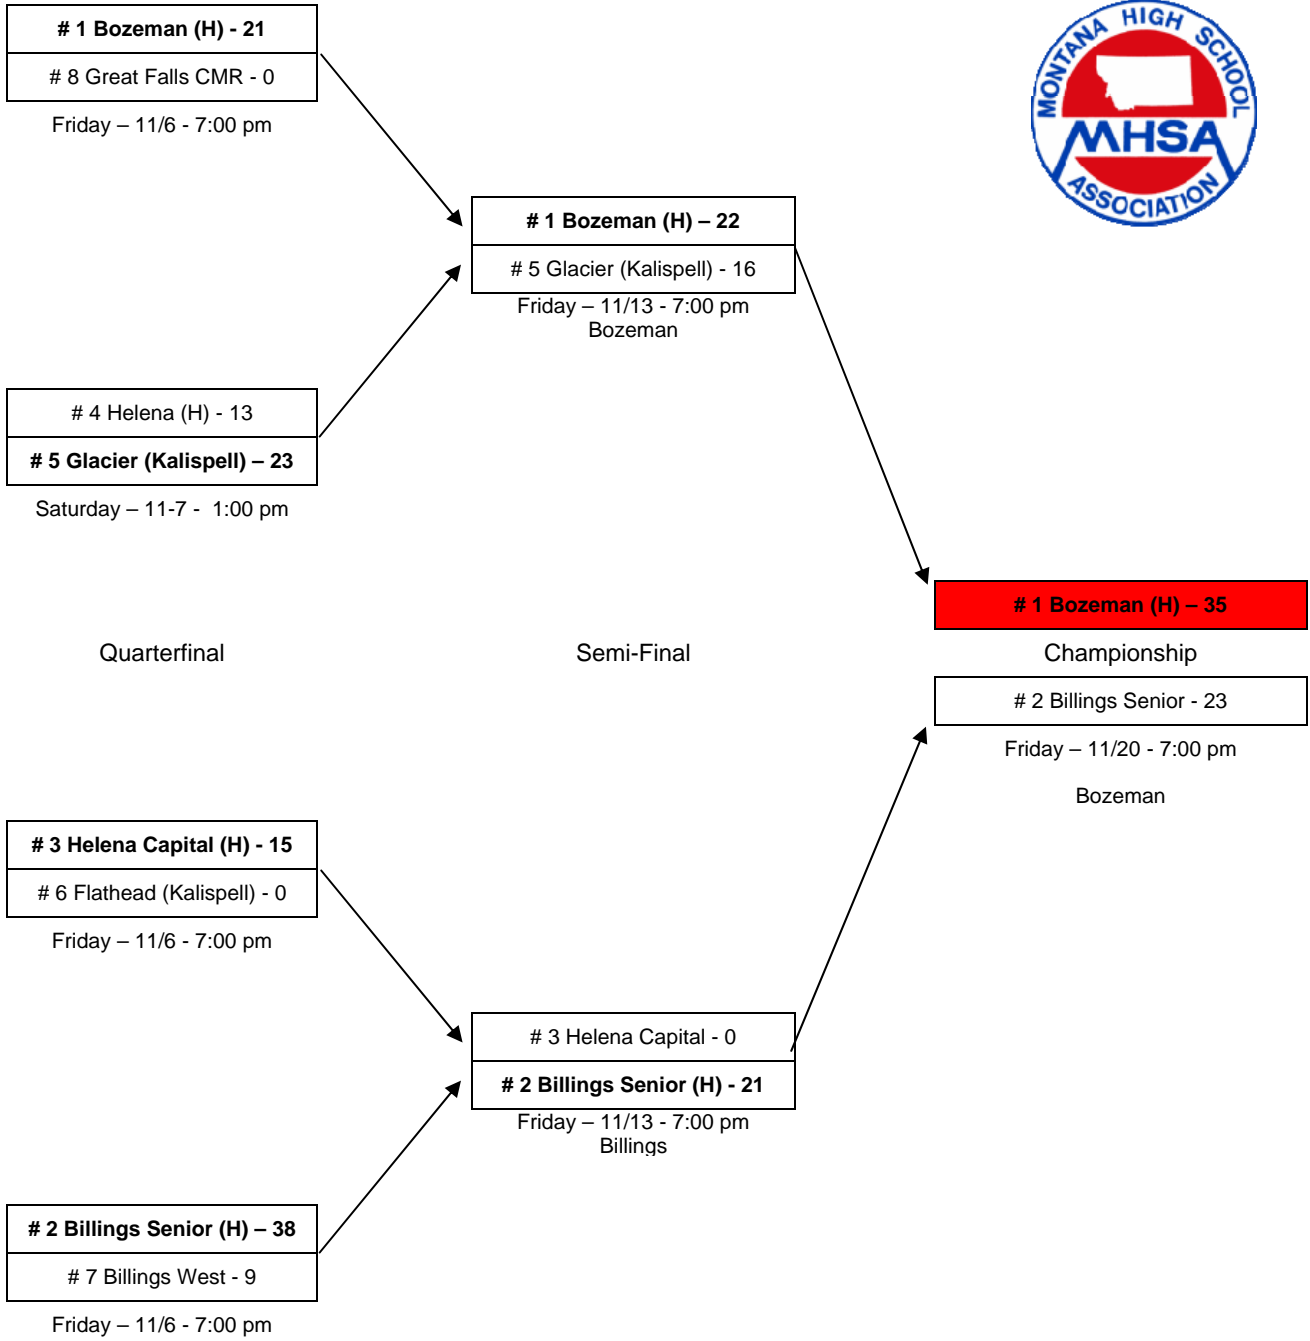 # 1 Bozeman (H) - 21
# 8 Great Falls CMR - 0
Friday – 11/6 - 7:00 pm
MONTANA HIGH SCHOOL
MHSA
ASSOCIATION
# 1 Bozeman (H) – 22
# 5 Glacier (Kalispell) - 16
Friday – 11/13 - 7:00 pm
Bozeman
# 4 Helena (H) - 13
# 5 Glacier (Kalispell) – 23
Saturday – 11-7 - 1:00 pm
# 1 Bozeman (H) – 35
Quarterfinal
Semi-Final
Championship
# 2 Billings Senior - 23
Friday – 11/20 - 7:00 pm
Bozeman
# 3 Helena Capital (H) - 15
# 6 Flathead (Kalispell) - 0
Friday – 11/6 - 7:00 pm
# 3 Helena Capital - 0
# 2 Billings Senior (H) - 21
Friday – 11/13 - 7:00 pm
Billings
# 2 Billings Senior (H) – 38
# 7 Billings West - 9
Friday – 11/6 - 7:00 pm